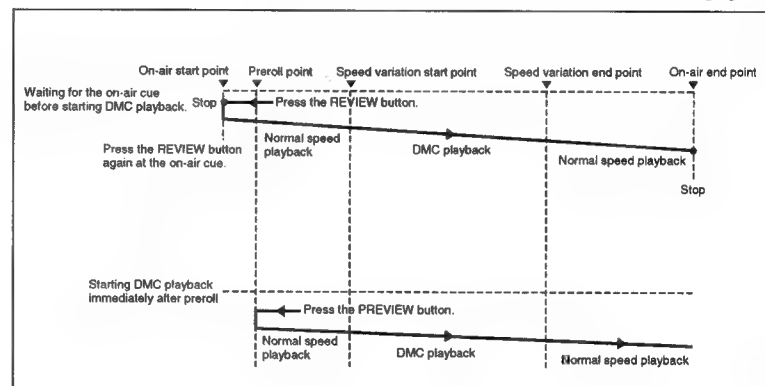 On-air start point Preroll point Speed variation start point Speed variation end point On-air end point
Waiting for the on-air cue
before starting DMC playback.
Stop
Press the REVIEW button.
Press the REVIEW button
again at the on-air cue.
Normal speed
playback
DMC playback
Normal speed playback
Stop
Starting DMC playback
immediately after preroll
Press the PREVIEW button.
Normal speed
playback
DMC playback
Normal speed playback